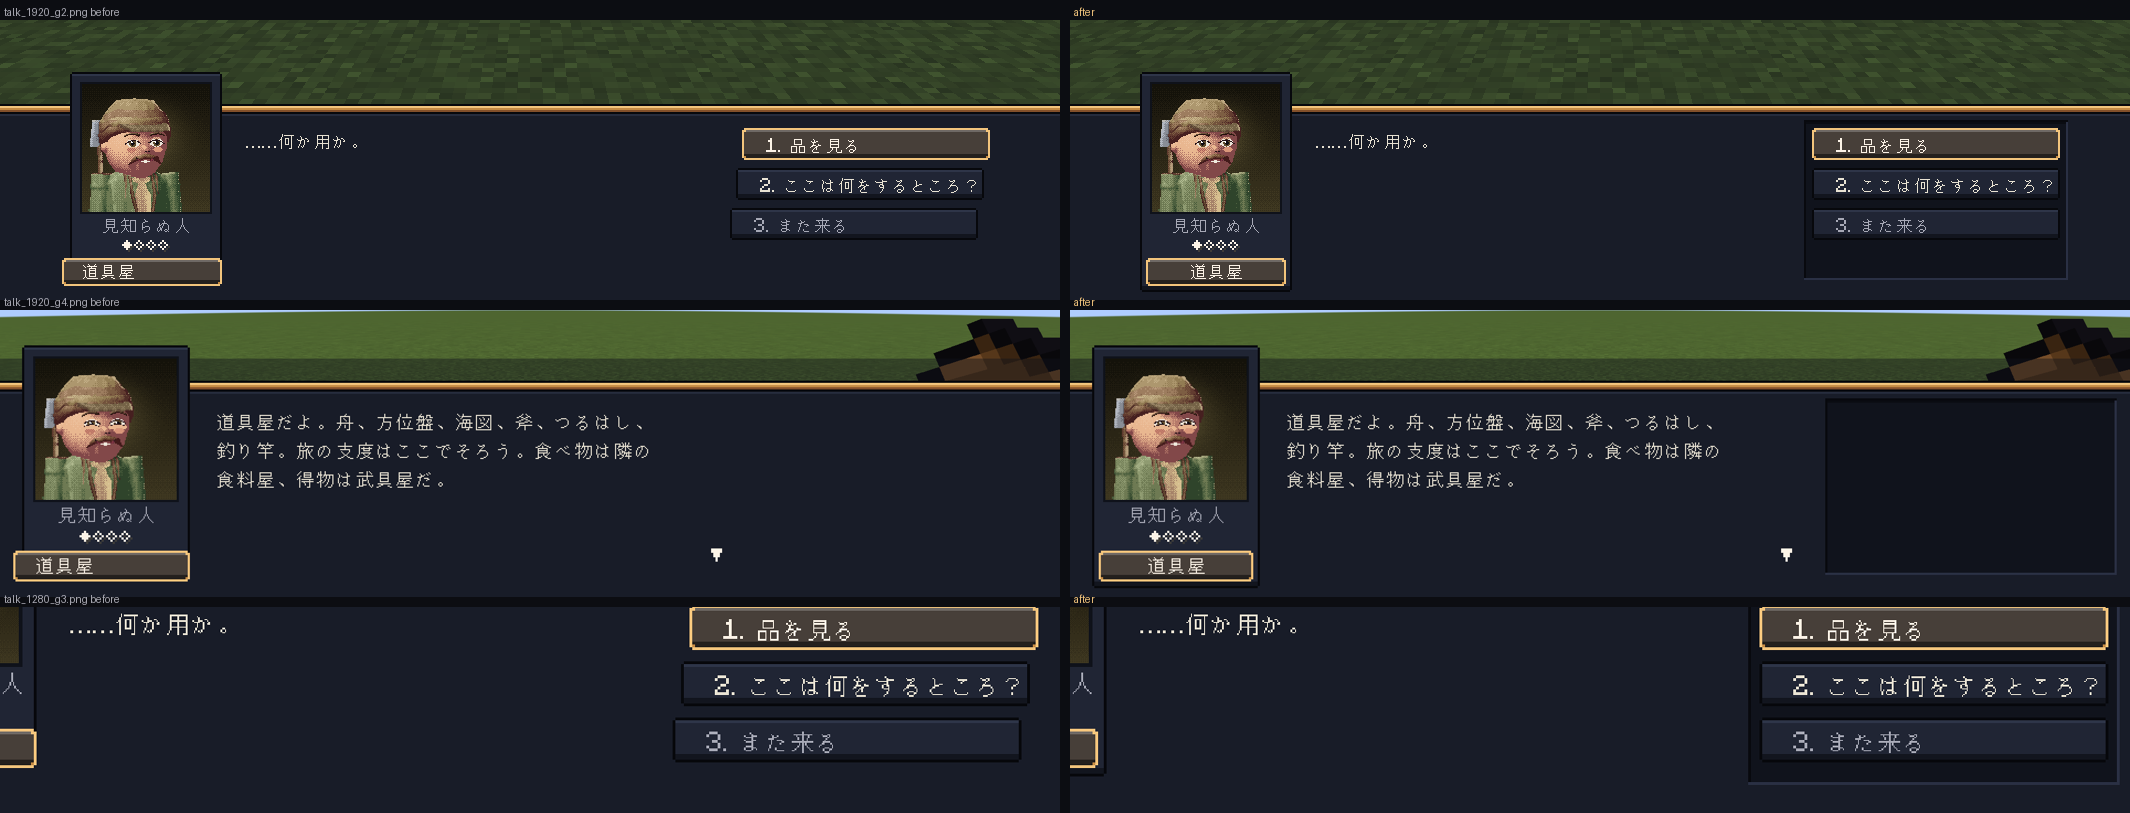 talk_1920_g2.png before
after
……何か用か。
1. 品を見る
2. ここは何をするところ?
3. また来る
見知らぬ人
道具屋
……何か用か。
1. 品を見る
2. ここは何をするところ?
3. また来る
見知らぬ人
道具屋
talk_1920_g4.png before
after
道具屋だよ。舟、方位盤、海図、斧、つるはし、
釣り竿。旅の支度はここでそろう。食べ物は隣の
食料屋、得物は武具屋だ。
見知らぬ人
道具屋
道具屋だよ。舟、方位盤、海図、斧、つるはし、
釣り竿。旅の支度はここでそろう。食べ物は隣の
食料屋、得物は武具屋だ。
見知らぬ人
道具屋
talk_1280_g3.png before
after
……何か用か。
1. 品を見る
2. ここは何をするところ?
3. また来る
人
……何か用か。
1. 品を見る
2. ここは何をするところ?
3. また来る
人